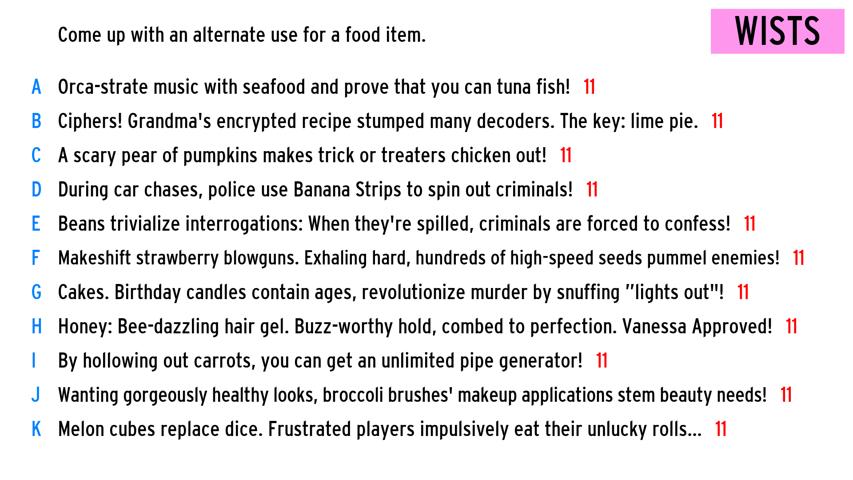 Come up with an alternate use for a food item.
WISTS
A Orca-strate music with seafood and prove that you can tuna fish! 11
B Ciphers! Grandma's encrypted recipe stumped many decoders. The key: lime pie. 11
C A scary pear of pumpkins makes trick or treaters chicken out! 11
D During car chases, police use Banana Strips to spin out criminals! 11
E Beans trivialize interrogations: When they're spilled, criminals are forced to confess! 11
F Makeshift strawberry blowguns. Exhaling hard, hundreds of high-speed seeds pummel enemies! 11
G Cakes. Birthday candles contain ages, revolutionize murder by snuffing "lights out"! 11
H Honey: Bee-dazzling hair gel. Buzz-worthy hold, combed to perfection. Vanessa Approved! 11
I By hollowing out carrots, you can get an unlimited pipe generator! 11
J Wanting gorgeously healthy looks, broccoli brushes' makeup applications stem beauty needs! 11
K Melon cubes replace dice. Frustrated players impulsively eat their unlucky rolls... 11